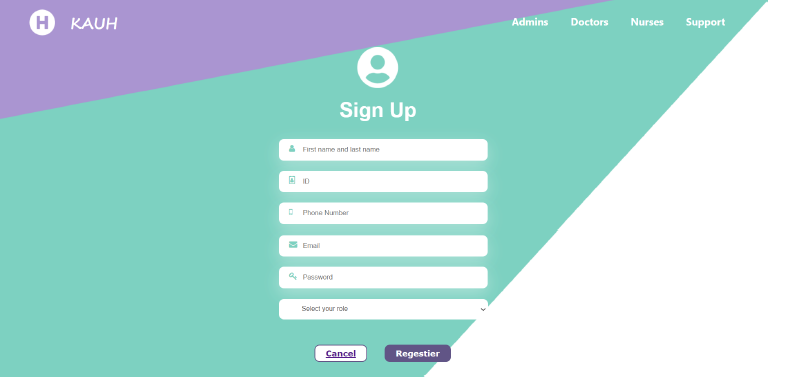 H KAUH Admins Doctors Nurses Support
Sign Up
First name and last name
ID
Phone Number
Email
Password
Select your role
Cancel Regestier